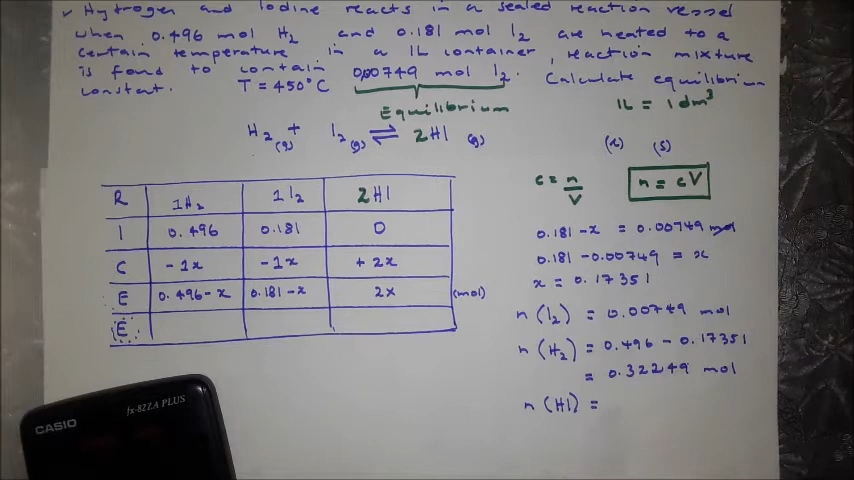 ✓ Hydrogen and Iodine reacts in a sealed reaction vessel
when 0.496 mol H₂ and 0.181 mol I₂ are heated to a
certain temperature in a 1L container, reaction mixture
is found to contain 0.00749 mol I₂. Calculate equilibrium
constant. T = 450°C
Equilibrium
1L = 1 dm³
H₂ (g) + I₂ (g) ⇌ 2HI (g)
(l) (s)
R 1H₂ 1I₂ 2HI
I 0.496 0.181 0
C -1x -1x +2x
E 0.496-x 0.181-x 2x (mol)
E
c = n/V
n = cV
0.181-x = 0.00749 mol
0.181-0.00749 = x
x = 0.17351
n(I₂) = 0.00749 mol
n(H₂) = 0.496 - 0.17351
= 0.32249 mol
n(HI) =
CASIO
fx-82ZA PLUS